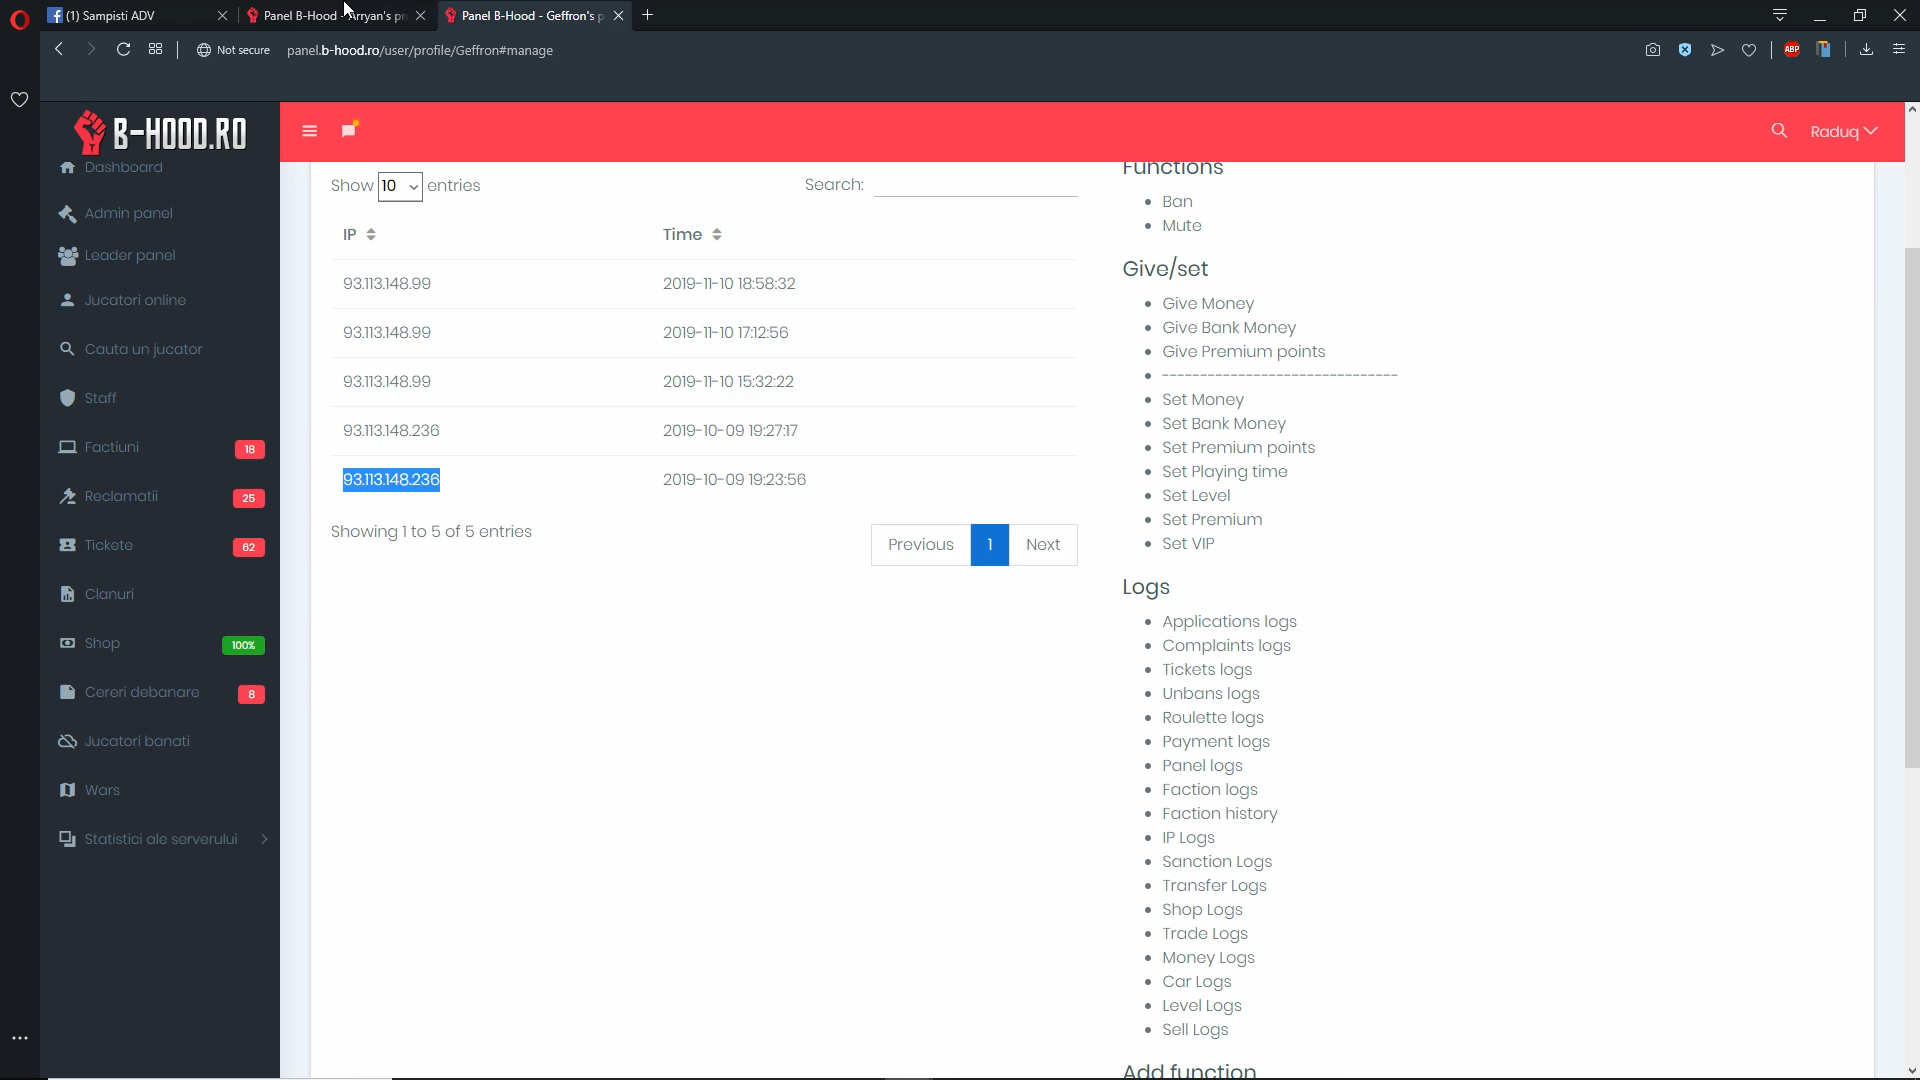 (1) Sampisti ADV
Panel B-Hood - Arryan's pr
Panel B-Hood - Geffron's p
Not secure
panel.b-hood.ro/user/profile/Geffron#manage
ABP
B-HOOD.RO
Raduq
Dashboard
Admin panel
Leader panel
Jucatori online
Cauta un jucator
Staff
Factiuni 18
Reclamatii 25
Tickete 62
Clanuri
Shop 100%
Cereri debanare 8
Jucatori banati
Wars
Statistici ale serverului
Show 10 entries
Search:
IP Time
93.113.148.99 2019-11-10 18:58:32
93.113.148.99 2019-11-10 17:12:56
93.113.148.99 2019-11-10 15:32:22
93.113.148.236 2019-10-09 19:27:17
93.113.148.236 2019-10-09 19:23:56
Showing 1 to 5 of 5 entries
Previous 1 Next
Functions
Ban
Mute
Give/set
Give Money
Give Bank Money
Give Premium points
--------------------------------
Set Money
Set Bank Money
Set Premium points
Set Playing time
Set Level
Set Premium
Set VIP
Logs
Applications logs
Complaints logs
Tickets logs
Unbans logs
Roulette logs
Payment logs
Panel logs
Faction logs
Faction history
IP Logs
Sanction Logs
Transfer Logs
Shop Logs
Trade Logs
Money Logs
Car Logs
Level Logs
Sell Logs
Add function